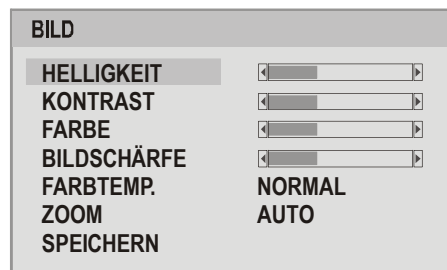 BILD
HELLIGKEIT
KONTRAST
FARBE
BILDSCHÄRFE
FARBTEMP. NORMAL
ZOOM AUTO
SPEICHERN